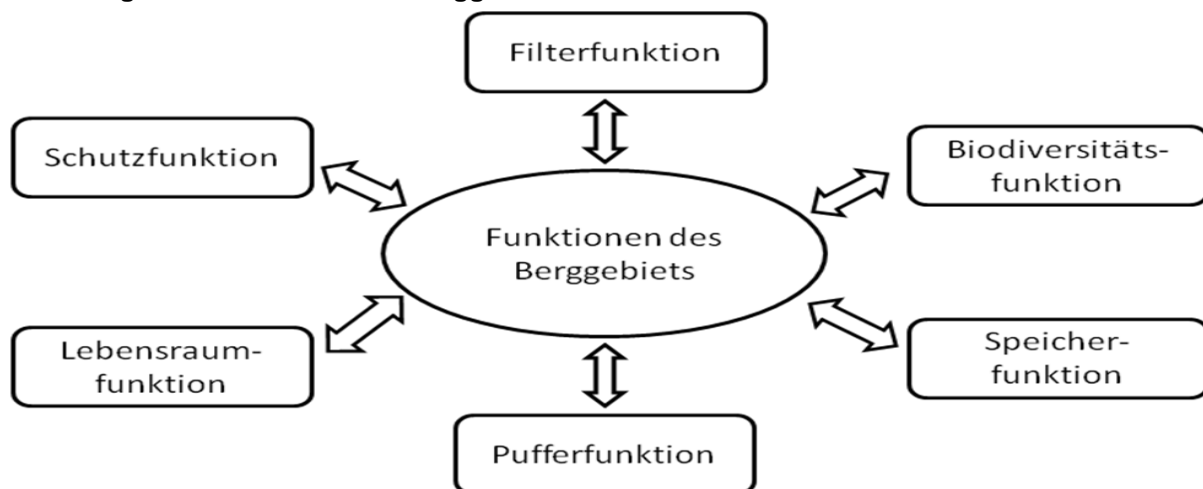 Filterfunktion
Schutzfunktion
Biodiversitäts-
funktion
Funktionen des
Berggebiets
Lebensraum-
funktion
Speicher-
funktion
Pufferfunktion